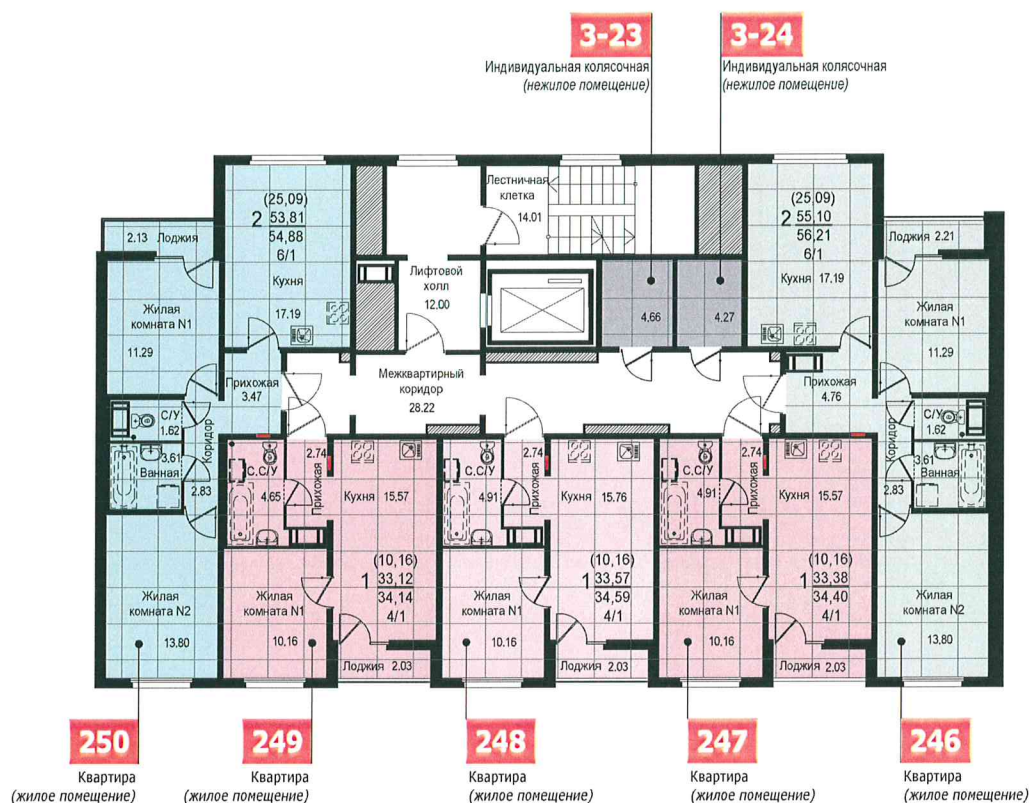 3-23
Индивидуальная колясочная
(нежилое помещение)
3-24
Индивидуальная колясочная
(нежилое помещение)
(25,09)
2 53,81
54,88
6/1
Кухня
17.19
Лестничная
клетка
14.01
(25,09)
2 55,10
56,21
6/1
Кухня 17.19
2.13 Лоджия
Лоджия 2.21
Лифтовой
холл
12.00
4.66
4.27
Жилая
комната N1
11.29
Жилая
комната N1
11.29
Прихожая
3.47
Межквартирный
коридор
28.22
Прихожая
4.76
С/У
1.62
Коридор
3.61
Ванная
2.83
С/У
1.62
Коридор
3.61
Ванная
2.83
С.С/У
4.65
2.74
Прихожая
Кухня 15.57
С.С/У
4.91
2.74
Прихожая
Кухня 15.76
С.С/У
4.91
2.74
Прихожая
Кухня 15.57
(10,16)
1 33,12
34,14
4/1
(10,16)
1 33,57
34,59
4/1
(10,16)
1 33,38
34,40
4/1
Жилая
комната N2
13.80
Жилая
комната N1
10.16
Лоджия 2.03
Жилая
комната N1
10.16
Лоджия 2.03
Жилая
комната N1
10.16
Лоджия 2.03
Жилая
комната N2
13.80
250
Квартира
(жилое помещение)
249
Квартира
(жилое помещение)
248
Квартира
(жилое помещение)
247
Квартира
(жилое помещение)
246
Квартира
(жилое помещение)